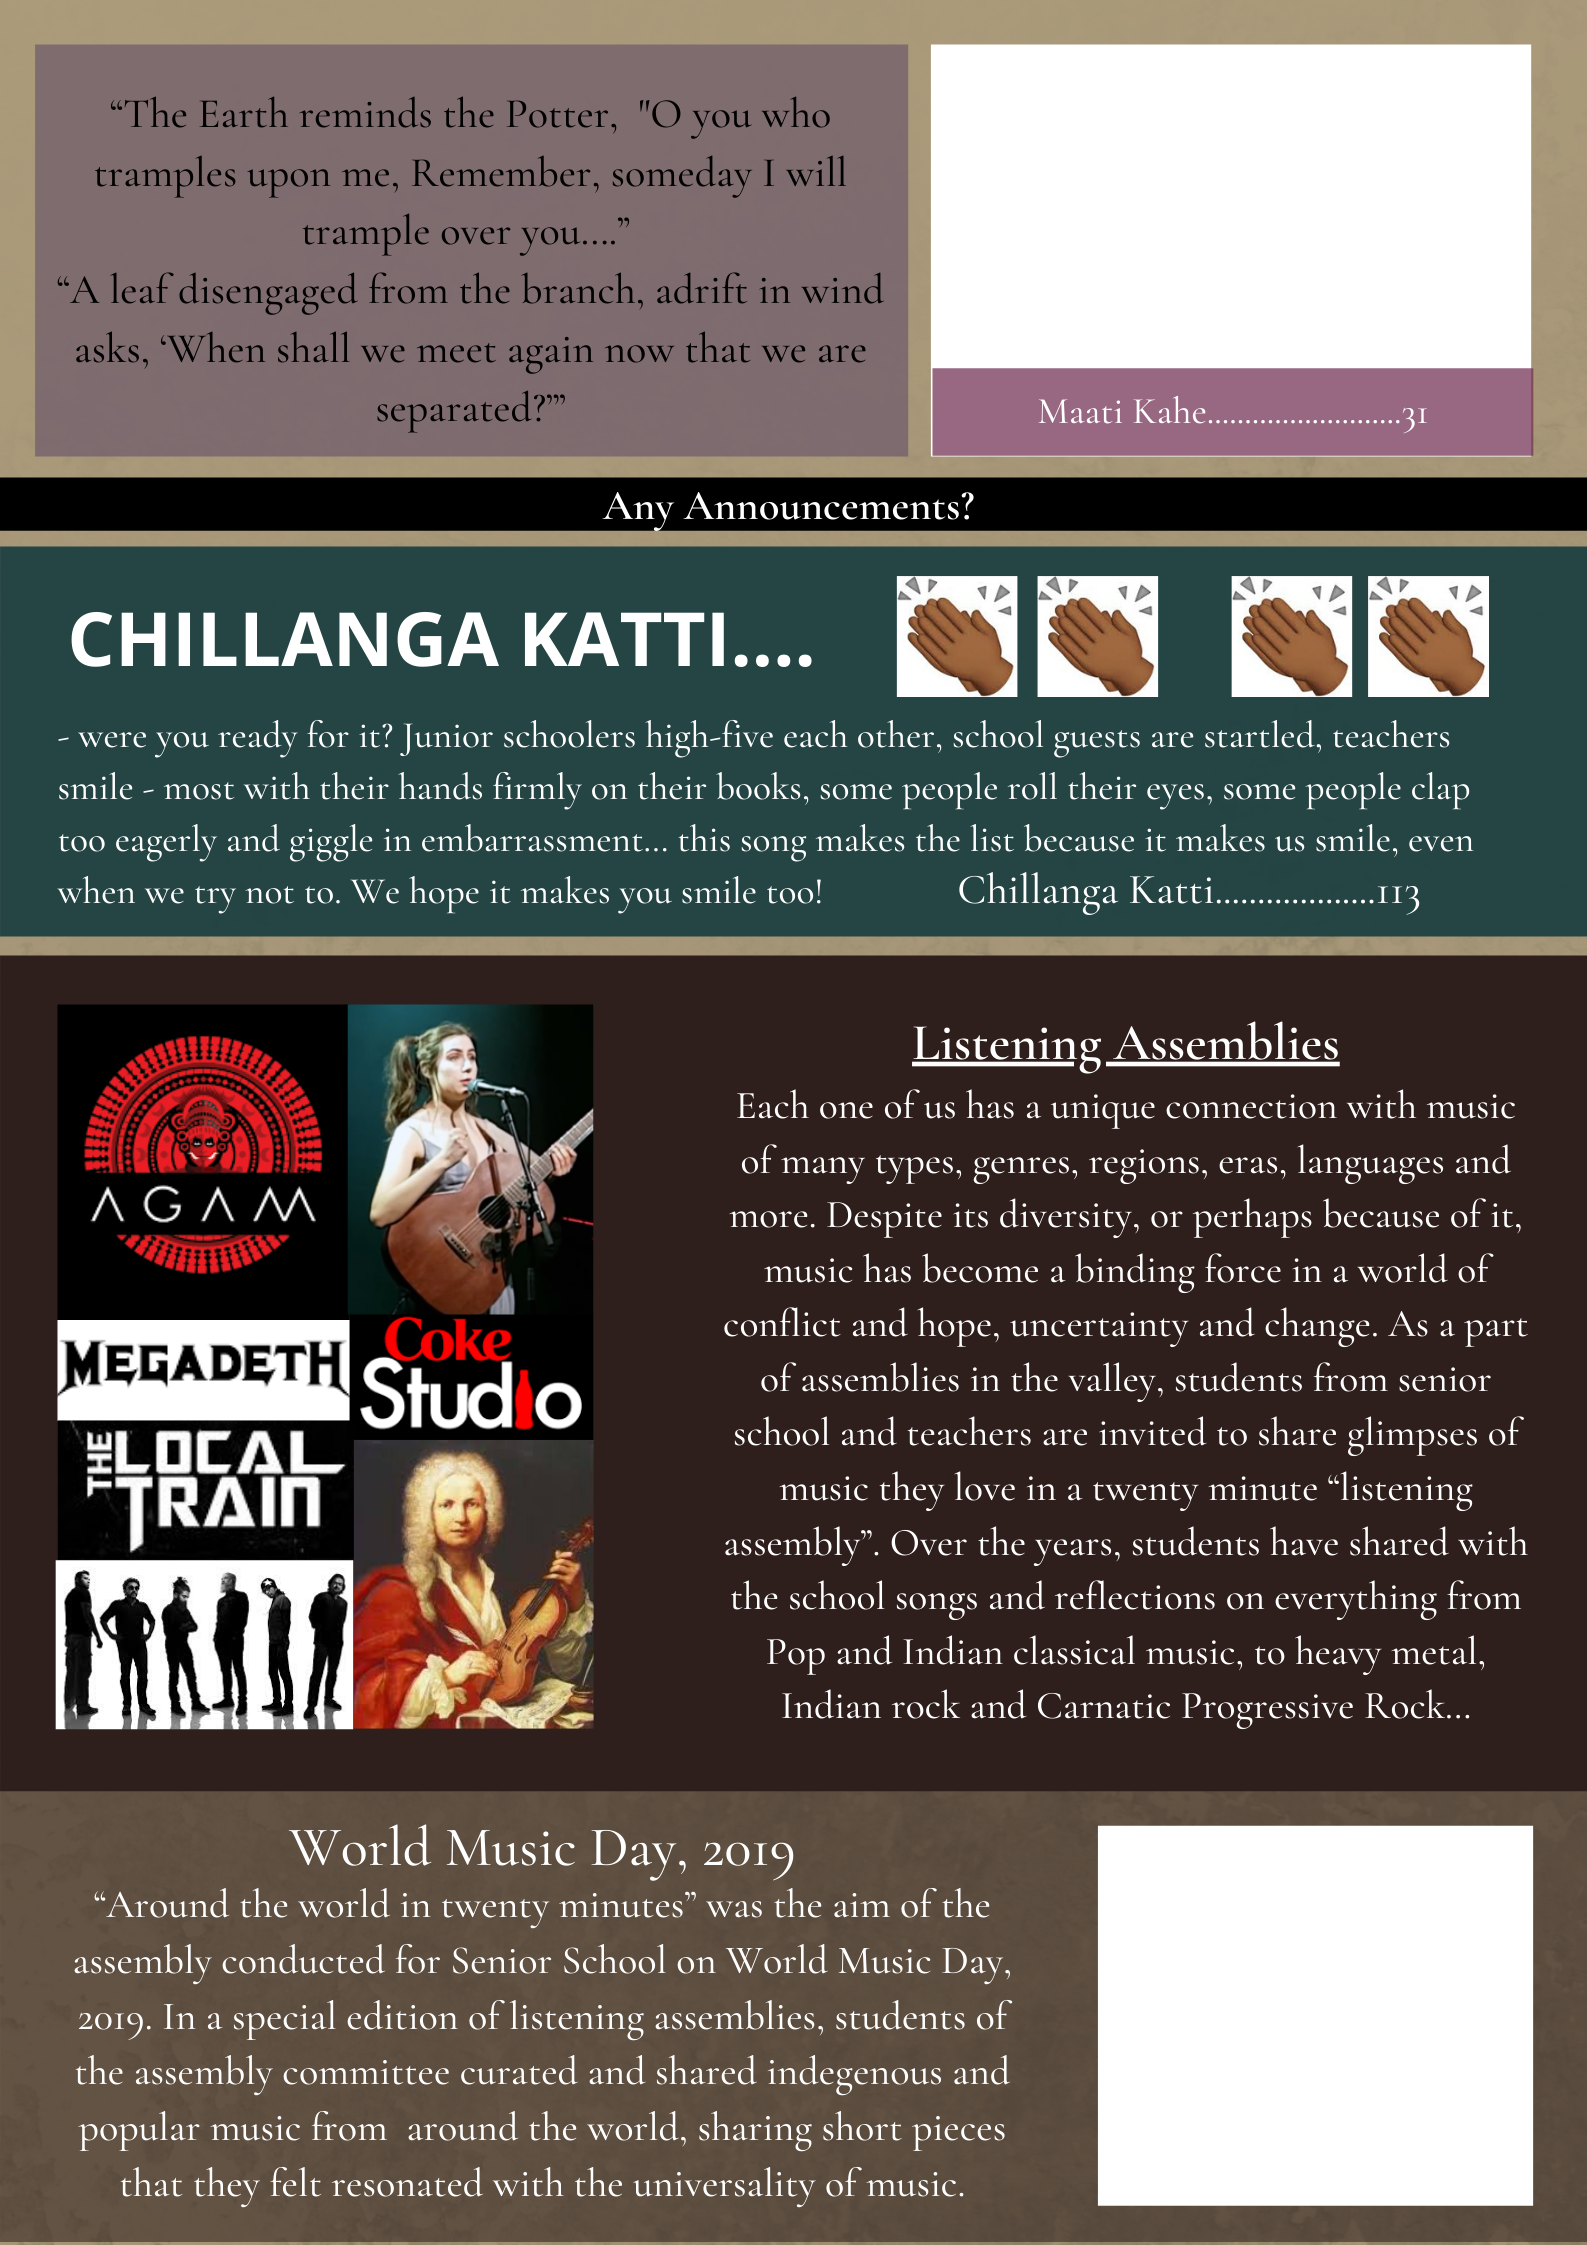 “The Earth reminds the Potter,  "O you who
tramples upon me, Remember, someday I will
trample over you....”
“A leaf disengaged from the branch, adrift in wind
asks, ‘When shall we meet again now that we are
separated?’”
Maati Kahe..........................31
Any Announcements?
CHILLANGA KATTI....
- were you ready for it? Junior schoolers high-five each other, school guests are startled, teachers
smile - most with their hands firmly on their books, some people roll their eyes, some people clap
too eagerly and giggle in embarrassment... this song makes the list because it makes us smile, even
when we try not to. We hope it makes you smile too!
Chillanga Katti...................113
AGAM
MEGADETH
Coke
Studio
THE LOCAL
TRAIN
Listening Assemblies
Each one of us has a unique connection with music
of many types, genres, regions, eras, languages and
more. Despite its diversity, or perhaps because of it,
music has become a binding force in a world of
conflict and hope, uncertainty and change. As a part
of assemblies in the valley, students from senior
school and teachers are invited to share glimpses of
music they love in a twenty minute “listening
assembly”. Over the years, students have shared with
the school songs and reflections on everything from
Pop and Indian classical music, to heavy metal,
Indian rock and Carnatic Progressive Rock...
World Music Day, 2019
“Around the world in twenty minutes” was the aim of the
assembly conducted for Senior School on World Music Day,
2019. In a special edition of listening assemblies, students of
the assembly committee curated and shared indegenous and
popular music from  around the world, sharing short pieces
that they felt resonated with the universality of music.